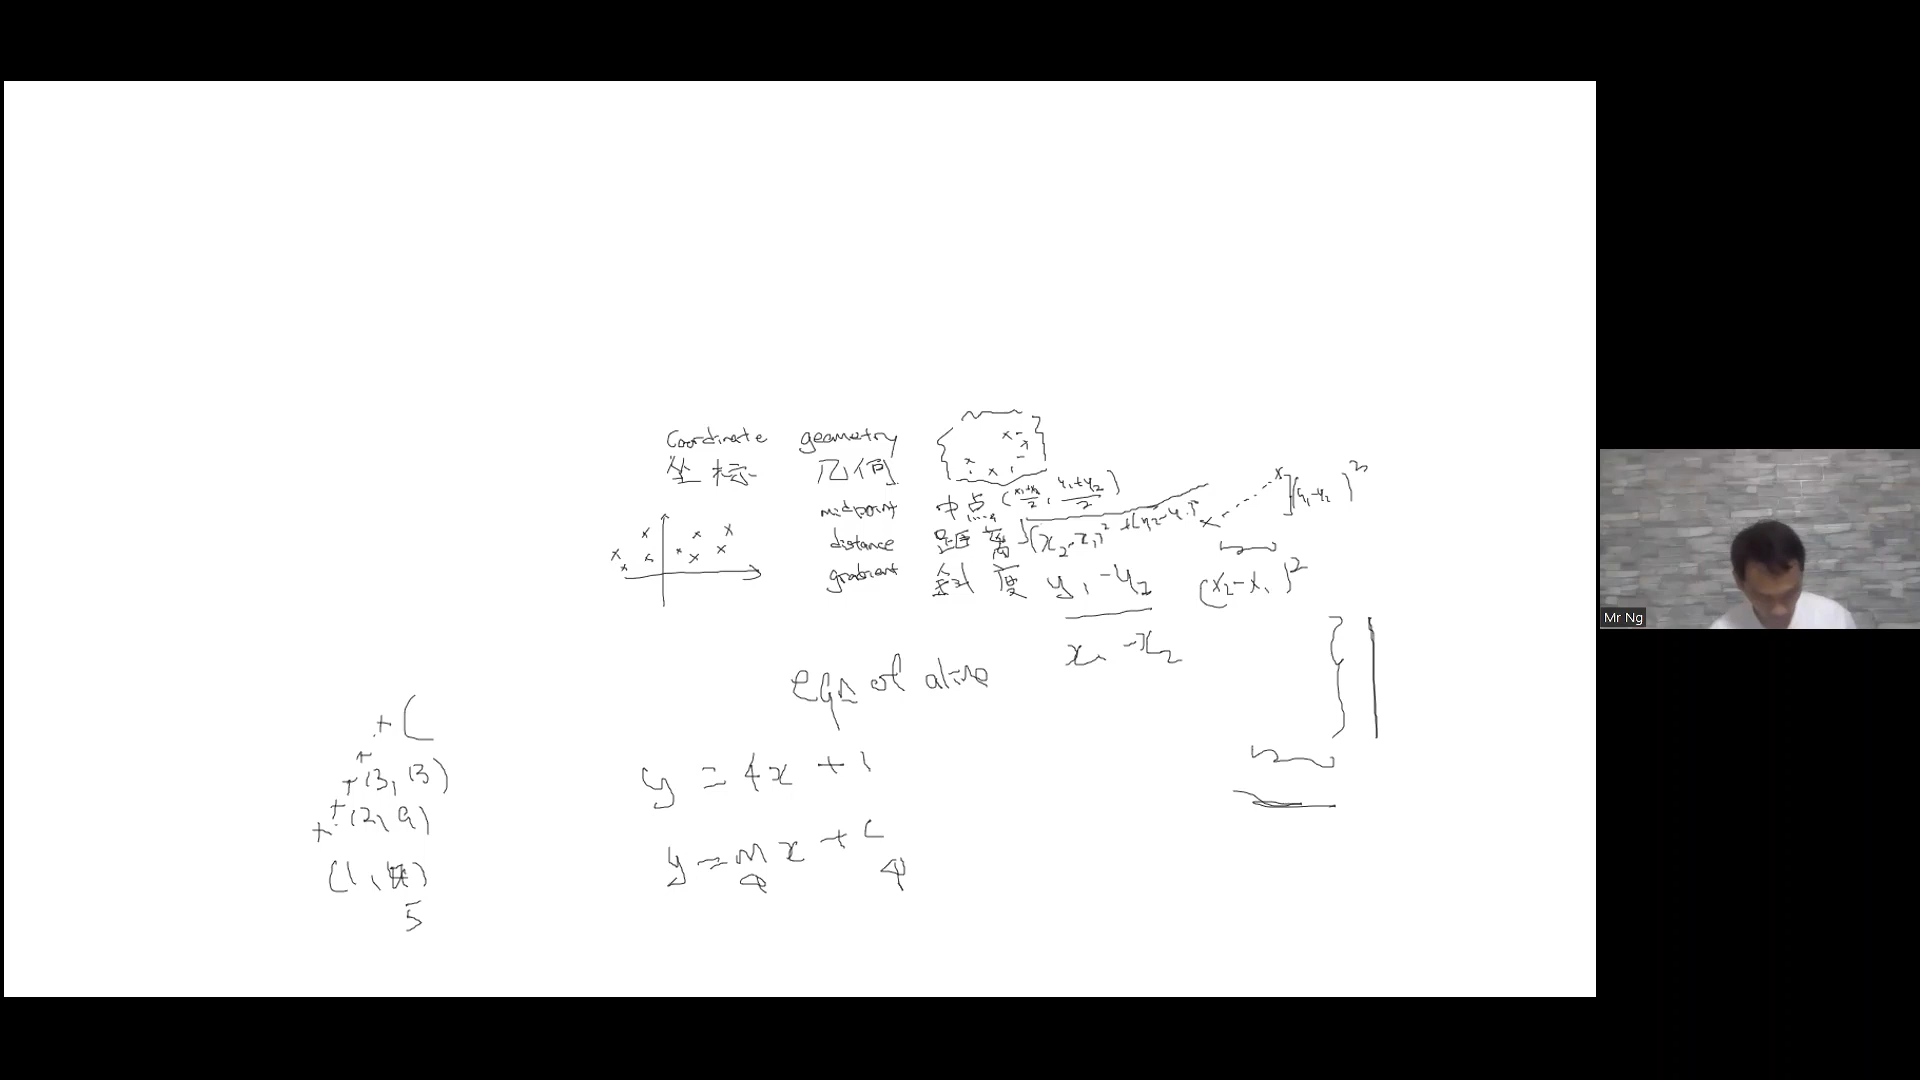 Coordinate geometry
坐标 几何
midpoint 中点 (x₁+x₂/2, y₁+y₂/2)
distance 距离 √(x₂-x₁)²+(y₂-y₁)²
(y₁-y₂)²
gradient 斜度 y₁-y₂/x₁-x₂
(x₂-x₁)²
eqn of a line
y = 4x + 1
y = mx + c
+ (
(3, 13)
(2, 9)
(1, )
5
Mr Ng